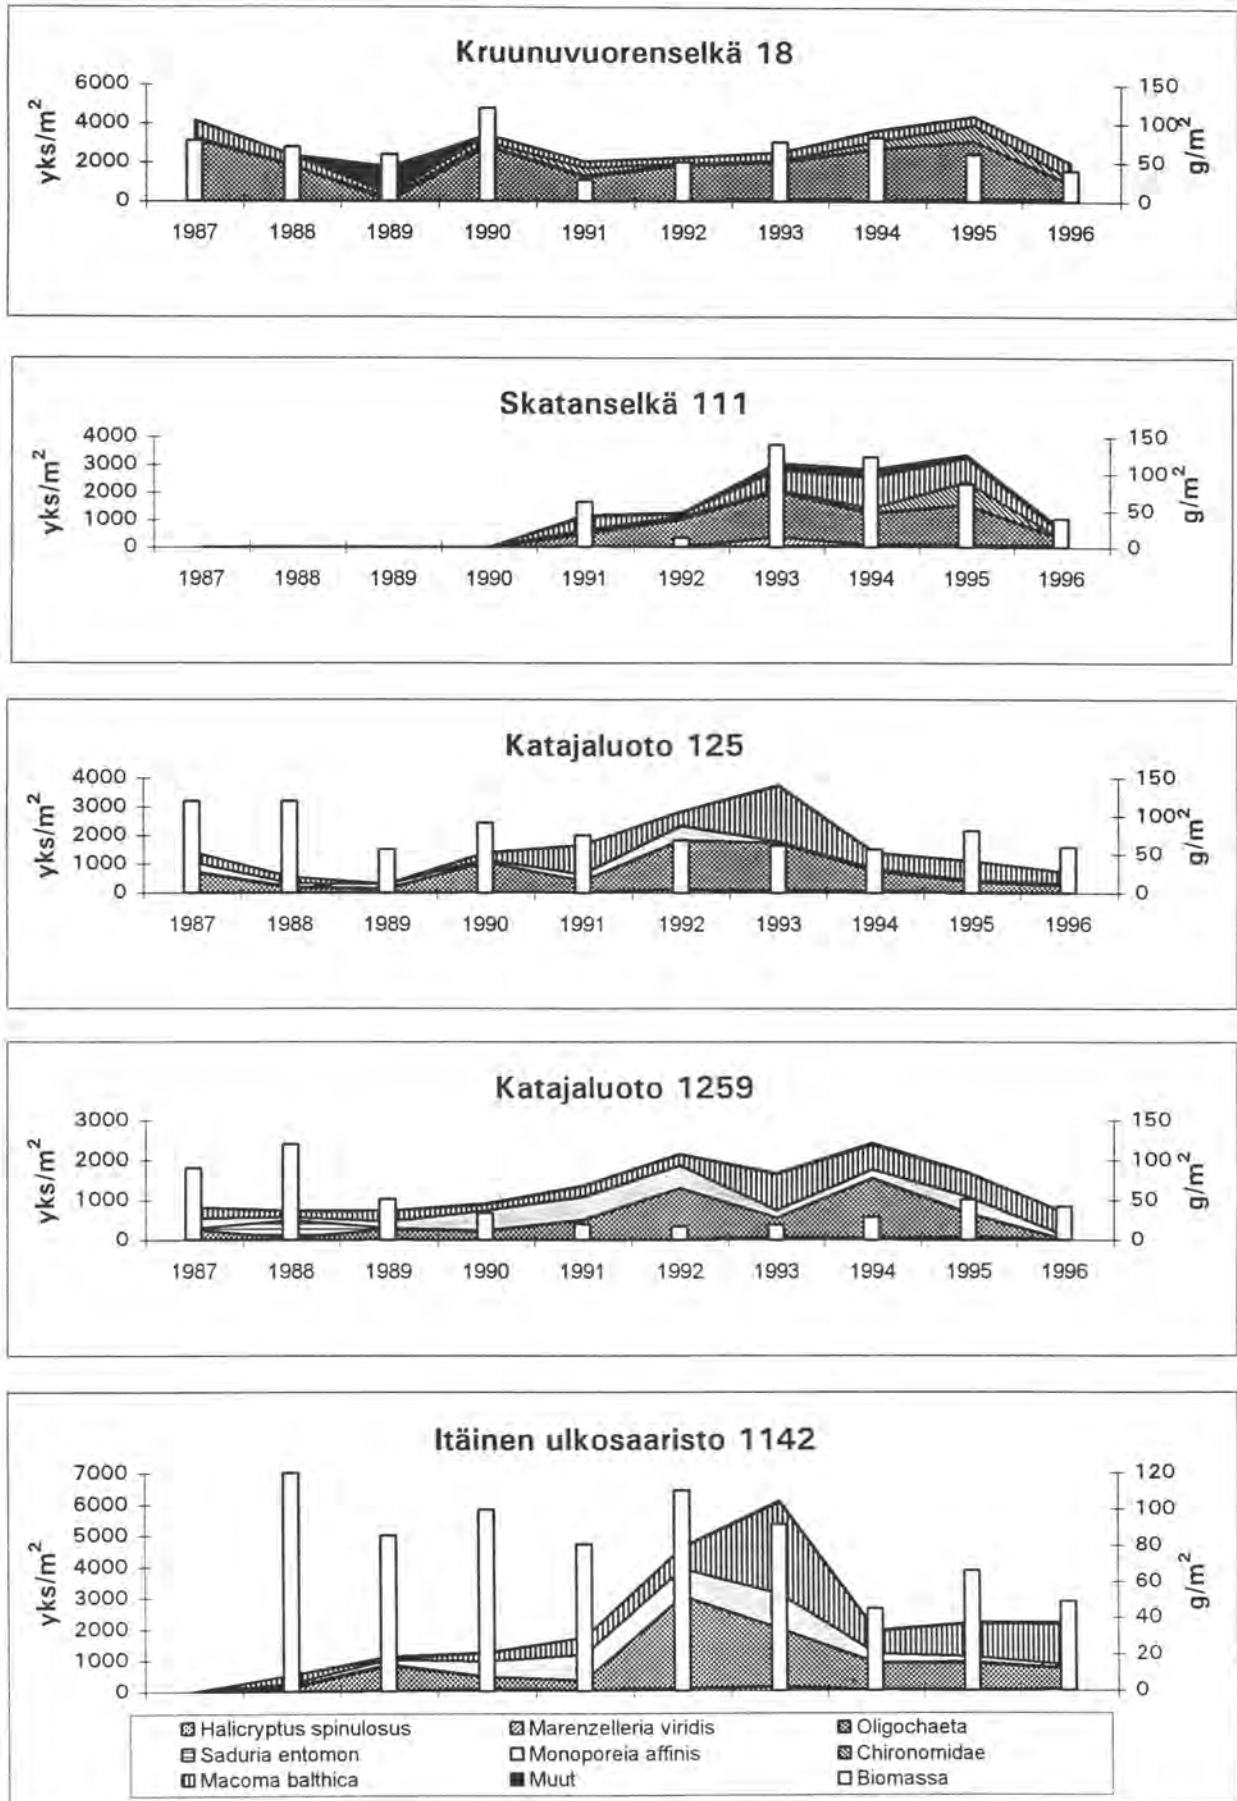 Kruunuvuorenselkä 18
6000 150
4000 100
2000 50
0 0
yks/m² g/m²
1987 1988 1989 1990 1991 1992 1993 1994 1995 1996
Skatanselkä 111
4000 150
3000 100
2000 50
1000 0
0
yks/m² g/m²
1987 1988 1989 1990 1991 1992 1993 1994 1995 1996
Katajaluoto 125
4000 150
3000 100
2000 50
1000 0
0
yks/m² g/m²
1987 1988 1989 1990 1991 1992 1993 1994 1995 1996
Katajaluoto 1259
3000 150
2000 100
1000 50
0 0
yks/m² g/m²
1987 1988 1989 1990 1991 1992 1993 1994 1995 1996
Itäinen ulkosaaristo 1142
7000 120
6000 100
5000 80
4000 60
3000 40
2000 20
1000 0
0
yks/m² g/m²
Halicryptus spinulosus Marenzelleria viridis Oligochaeta
Saduria entomon Monoporeia affinis Chironomidae
Macoma balthica Muut Biomassa